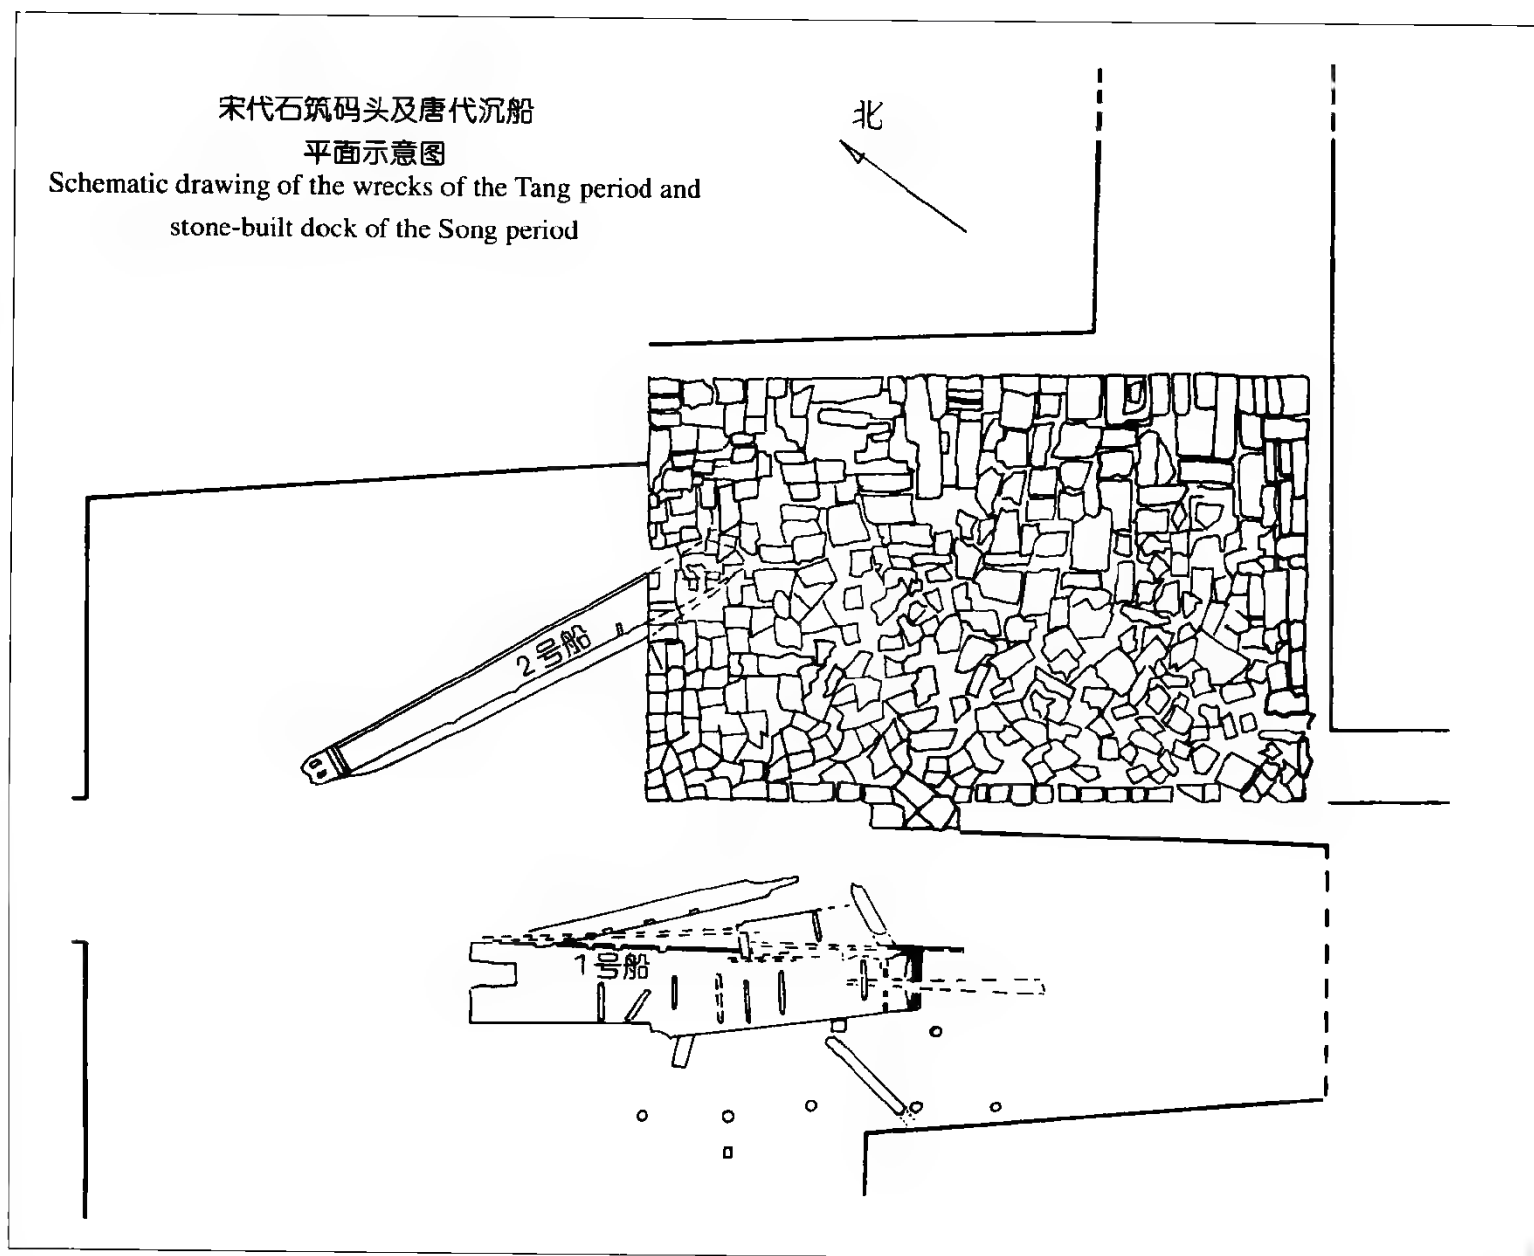 宋代石筑码头及唐代沉船
平面示意图
Schematic drawing of the wrecks of the Tang period and
stone-built dock of the Song period
北
2号船
1号船